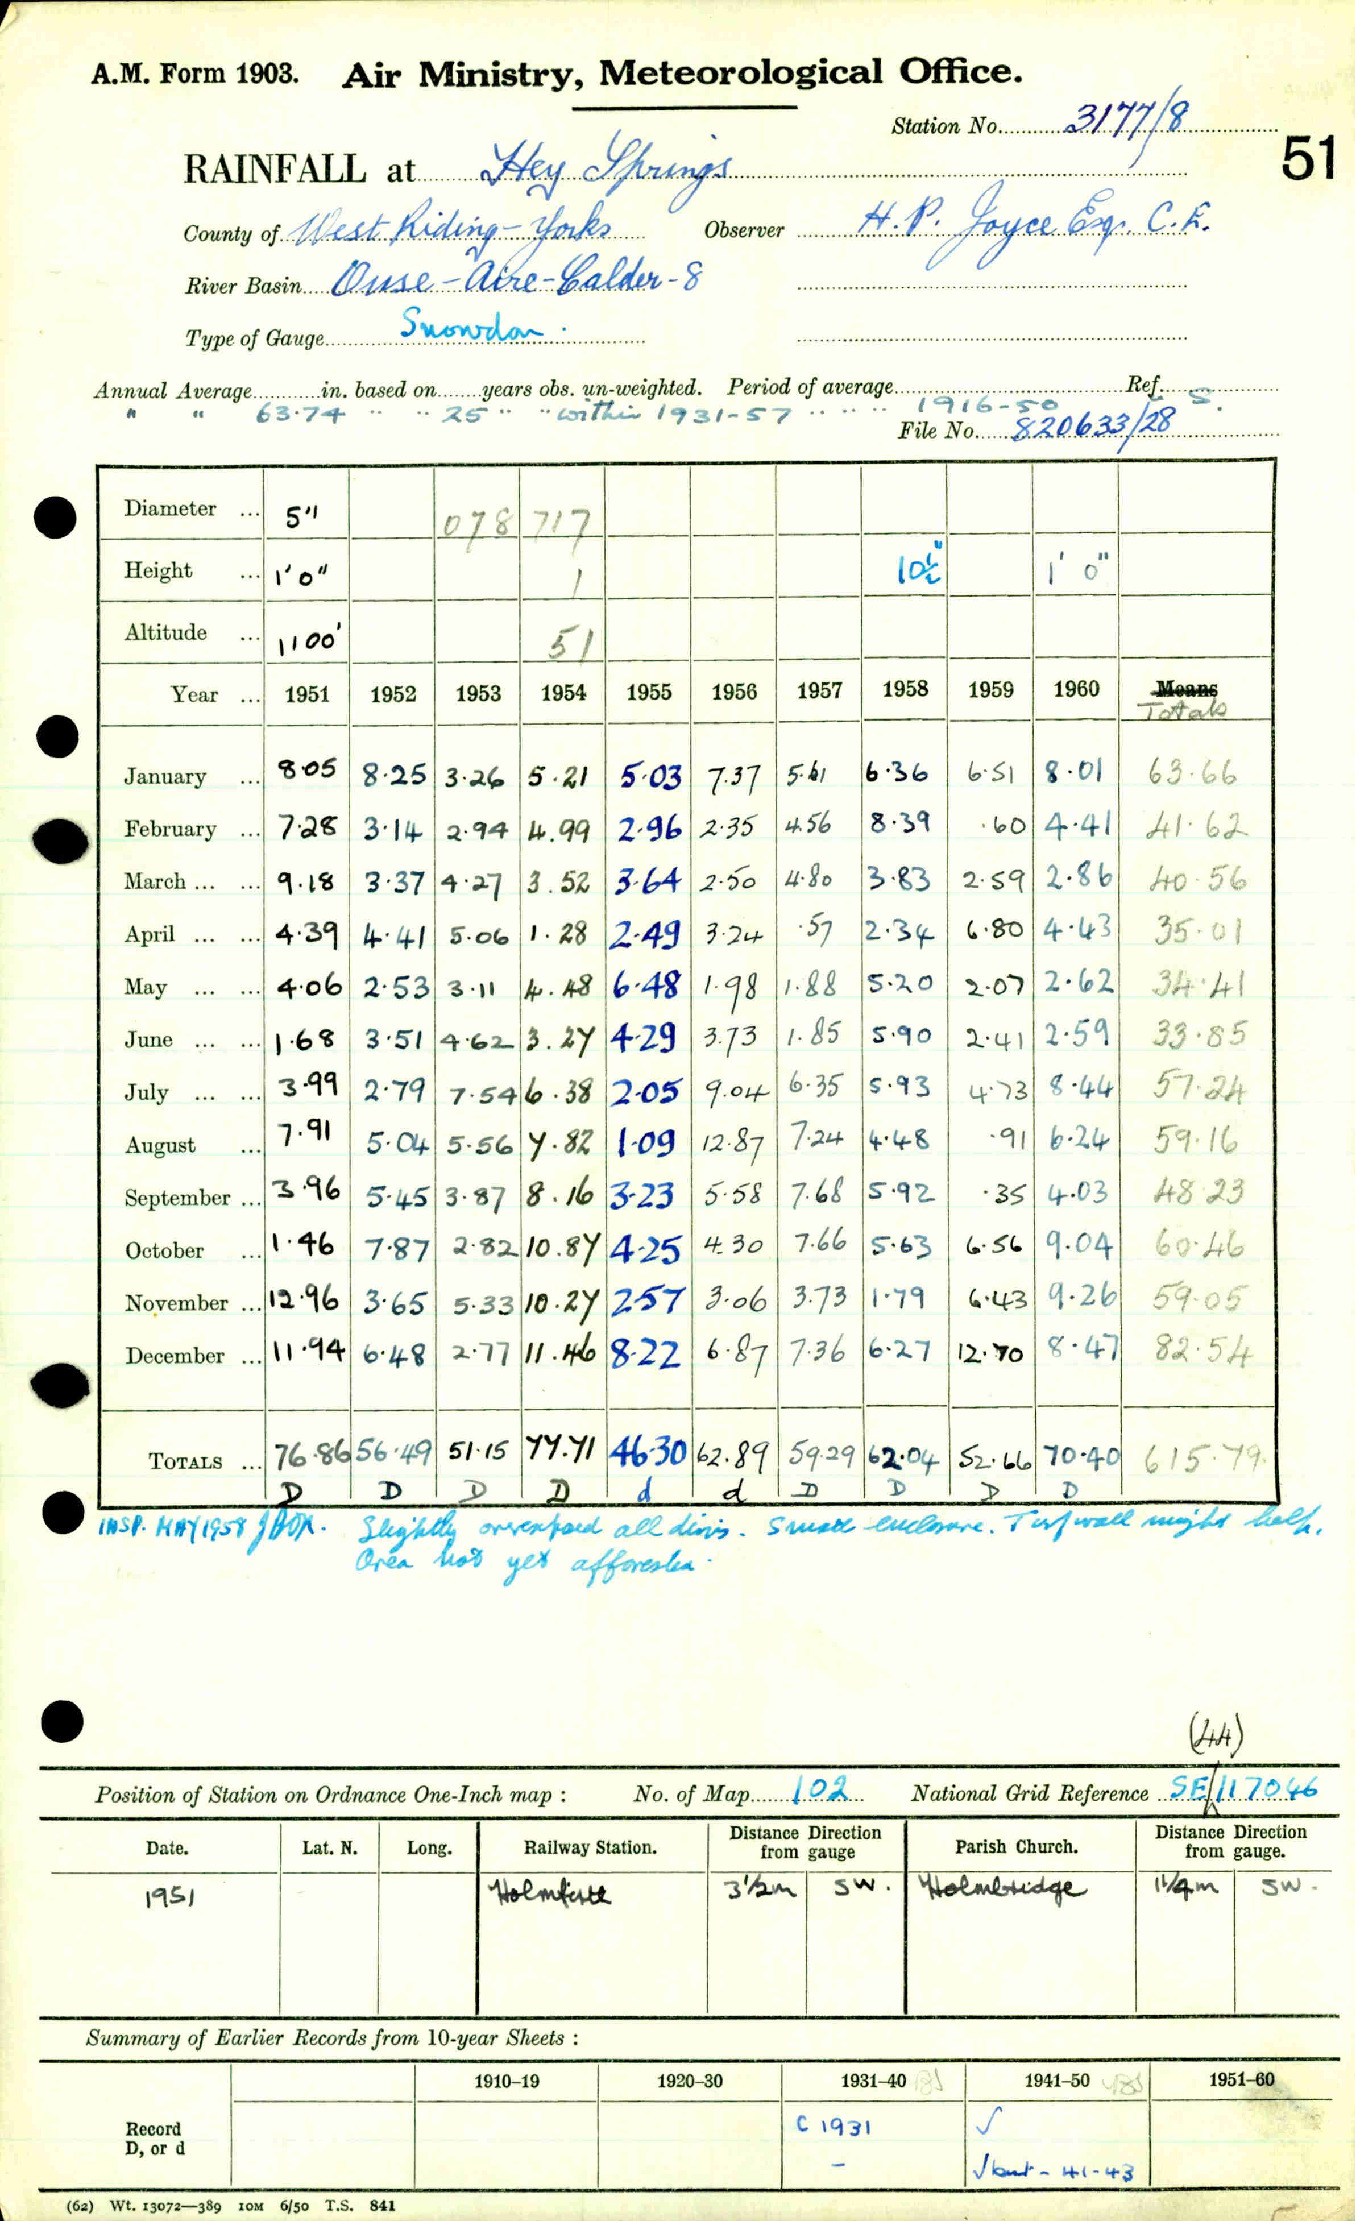 A.M. Form 1903. Air Ministry, Meteorological Office.
Station No. 3177/8
51
RAINFALL at Hey Springs
County of West Riding - Yorks Observer H. P. Joyce Esq. C.E.
River Basin Ouse - Aire - Calder - 8
Type of Gauge Snowdon.
Annual Average in. based on years obs. un-weighted. Period of average Ref.
" " 63.74 " " 25 " " within 1931-57 " " " 1916-50 S.
File No. 820633/28
Diameter ... 5" 078 717
Height ... 1'0" 1 10½" 1' 0"
Altitude ... 1100' 51
Year ... 1951 1952 1953 1954 1955 1956 1957 1958 1959 1960 Means
Totals
January ... 8.05 8.25 3.26 5.21 5.03 7.37 5.61 6.36 6.51 8.01 63.66
February ... 7.28 3.14 2.94 4.99 2.96 2.35 4.56 8.39 .60 4.41 41.62
March ... ... 9.18 3.37 4.27 3.52 3.64 2.50 4.80 3.83 2.59 2.86 40.56
April ... ... 4.39 4.41 5.06 1.28 2.49 3.24 .57 2.34 6.80 4.43 35.01
May ... ... 4.06 2.53 3.11 4.48 6.48 1.98 1.88 5.20 2.07 2.62 34.41
June ... ... 1.68 3.51 4.62 3.27 4.29 3.73 1.85 5.90 2.41 2.59 33.85
July ... ... 3.99 2.79 7.54 6.38 2.05 9.04 6.35 5.93 4.73 8.44 57.24
August ... 7.91 5.04 5.56 7.82 1.09 12.87 7.24 4.48 .91 6.24 59.16
September ... 3.96 5.45 3.87 8.16 3.23 5.58 7.68 5.92 .35 4.03 48.23
October ... 1.46 7.87 2.82 10.87 4.25 4.30 7.66 5.63 6.56 9.04 60.46
November ... 12.96 3.65 5.33 10.27 2.57 3.06 3.73 1.79 6.43 9.26 59.05
December ... 11.94 6.48 2.77 11.46 8.22 6.87 7.36 6.27 12.70 8.47 82.54
TOTALS ... 76.86 56.49 51.15 77.71 46.30 62.89 59.29 62.04 52.66 70.40 615.79
D D D D d d D D D D
INSP. MAY 1958 Slightly overexposed all dirns. Small enclosure. Turf wall might help.
Area not yet afforested.
(44)
Position of Station on Ordnance One-Inch map : No. of Map 102 National Grid Reference SE/117046
Date. Lat. N. Long. Railway Station. Distance Direction from gauge Parish Church. Distance Direction from gauge.
1951 Holmfirth 3½m SW. Holmbridge 1¼m SW.
Summary of Earlier Records from 10-year Sheets :
1910–19 1920–30 1931–40 1941–50 1951–60
Record D, or d
C 1931 √
– √ but - 41-43
(62) Wt. 13072—389 10M 6/50 T.S. 841